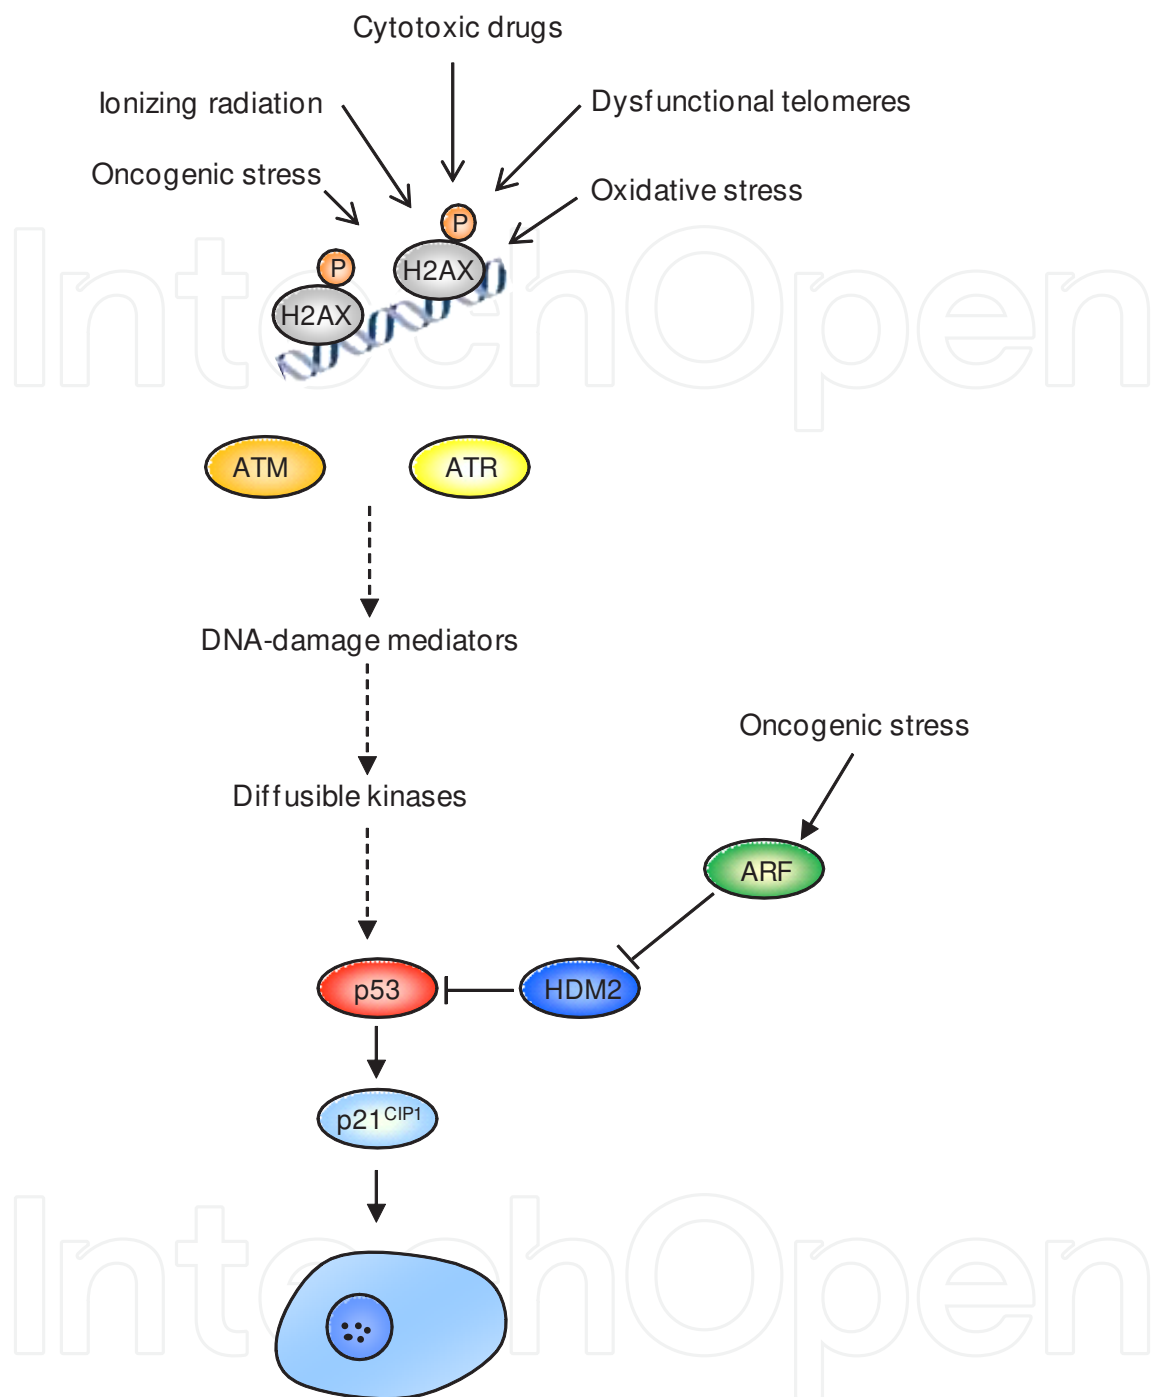 Cytotoxic drugs
Ionizing radiation
Dysfunctional telomeres
Oncogenic stress
Oxidative stress
P
H2AX
P
H2AX
ATM
ATR
DNA-damage mediators
Oncogenic stress
Diffusible kinases
ARF
p53
HDM2
p21CIP1
IntechOpen
IntechOpen